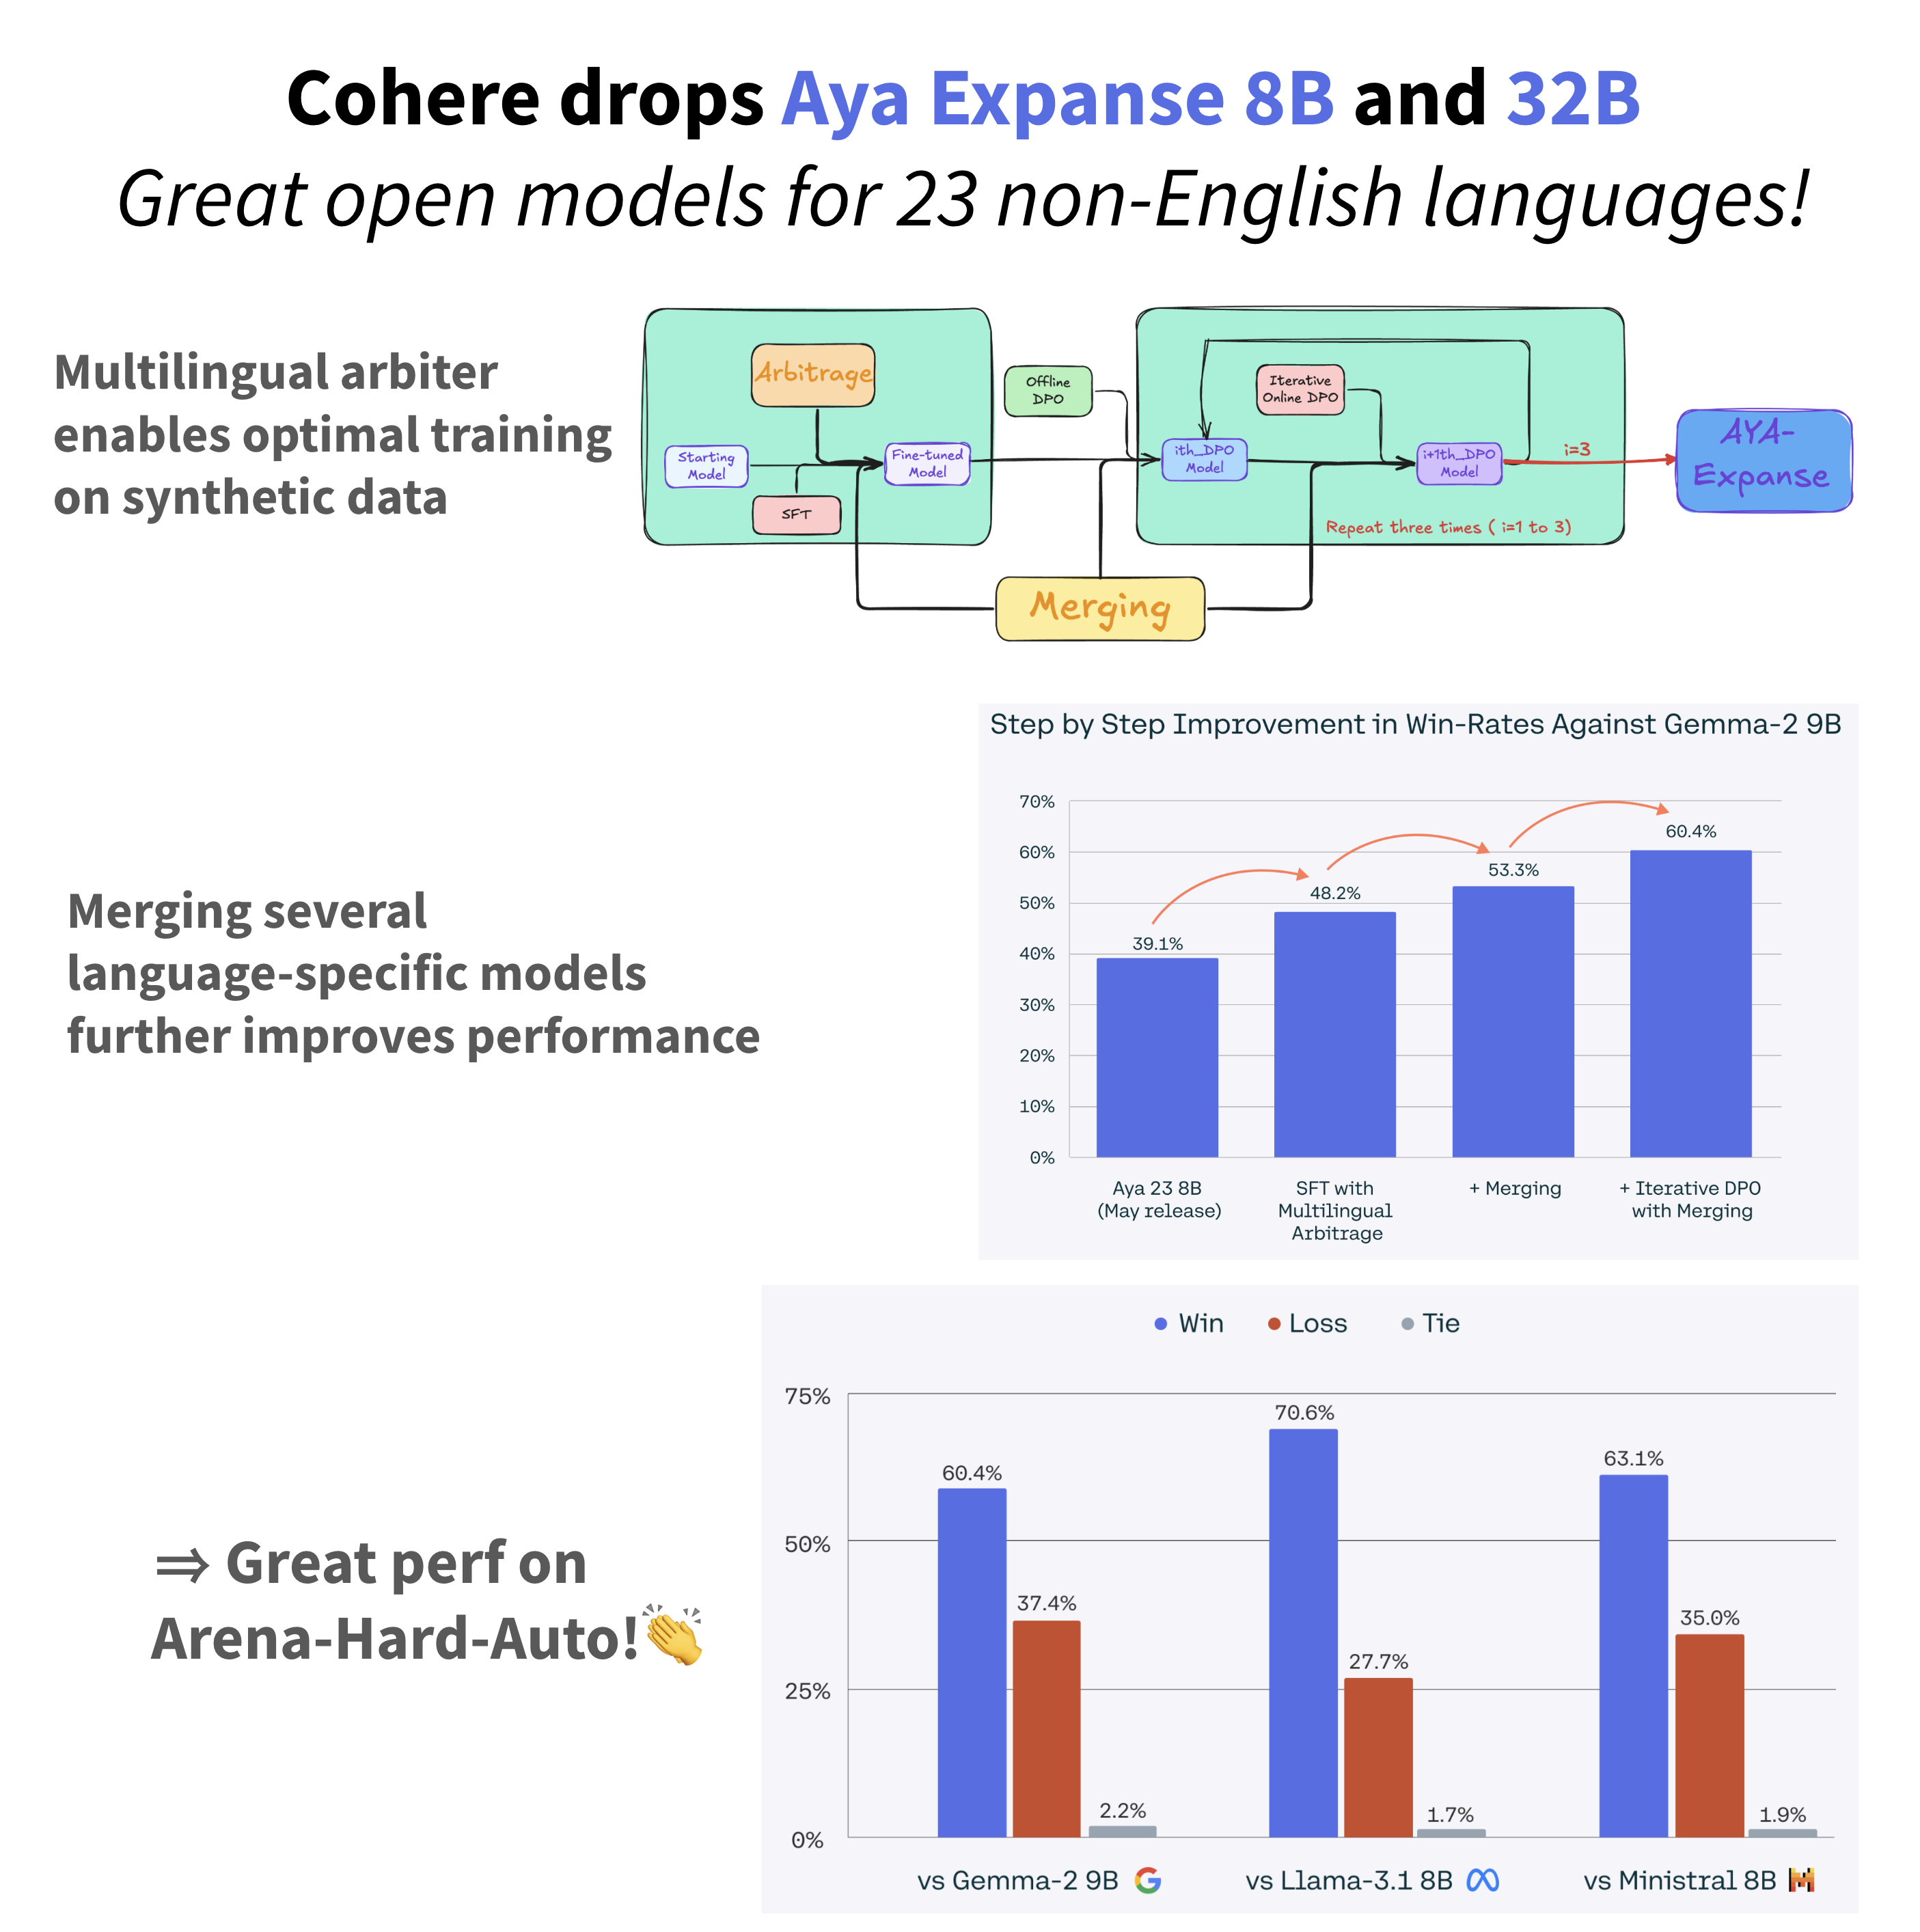 Cohere drops Aya Expanse 8B and 32B
Great open models for 23 non-English languages!
Multilingual arbiter
enables optimal training
on synthetic data
Arbitrage
Starting
Model
Fine-tuned
Model
SFT
Offline
DPO
Iterative
Online DPO
ith_DPO
Model
i+1th_DPO
Model
i=3
Repeat three times ( i=1 to 3)
AYA-
Expanse
Merging
Merging several
language-specific models
further improves performance
Step by Step Improvement in Win-Rates Against Gemma-2 9B
70%
60%
50%
40%
30%
20%
10%
0%
39.1%
48.2%
53.3%
60.4%
Aya 23 8B
(May release)
SFT with
Multilingual
Arbitrage
+ Merging
+ Iterative DPO
with Merging
⇒ Great perf on
Arena-Hard-Auto!👏
Win
Loss
Tie
75%
50%
25%
0%
60.4%
37.4%
2.2%
70.6%
27.7%
1.7%
63.1%
35.0%
1.9%
vs Gemma-2 9B
vs Llama-3.1 8B
vs Ministral 8B